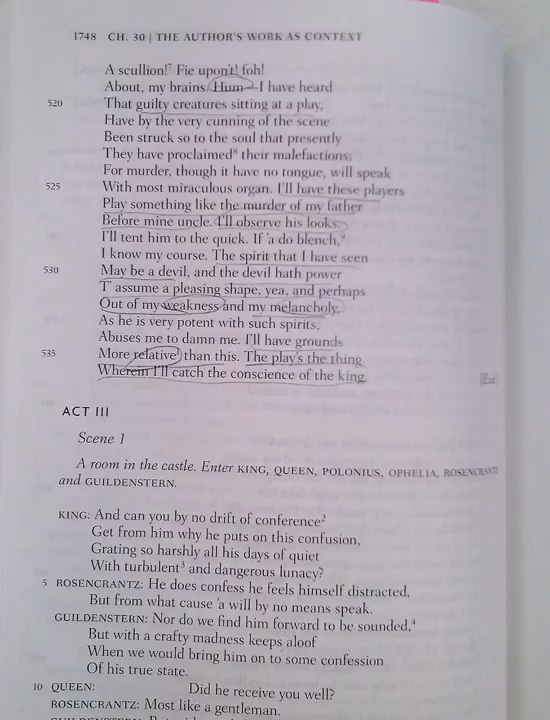 1748 CH. 30 | THE AUTHOR'S WORK AS CONTEXT
A scullion!⁷ Fie upon't! foh!
About, my brains. Hum— I have heard
520 That guilty creatures sitting at a play,
Have by the very cunning of the scene
Been struck so to the soul that presently
They have proclaimed⁸ their malefactions;
For murder, though it have no tongue, will speak
525 With most miraculous organ. I'll have these players
Play something like the murder of my father
Before mine uncle. I'll observe his looks.
I'll tent him to the quick. If 'a do blench,⁹
I know my course. The spirit that I have seen
530 May be a devil, and the devil hath power
T' assume a pleasing shape, yea, and perhaps
Out of my weakness and my melancholy,
As he is very potent with such spirits,
Abuses me to damn me. I'll have grounds
535 More relative¹ than this. The play's the thing
Wherein I'll catch the conscience of the king.
ACT III
Scene 1
A room in the castle. Enter KING, QUEEN, POLONIUS, OPHELIA, ROSENCRANTZ
and GUILDENSTERN.
KING: And can you by no drift of conference²
Get from him why he puts on this confusion,
Grating so harshly all his days of quiet
With turbulent³ and dangerous lunacy?
5 ROSENCRANTZ: He does confess he feels himself distracted,
But from what cause 'a will by no means speak.
GUILDENSTERN: Nor do we find him forward to be sounded,⁴
But with a crafty madness keeps aloof
When we would bring him on to some confession
Of his true state.
10 QUEEN: Did he receive you well?
ROSENCRANTZ: Most like a gentleman.